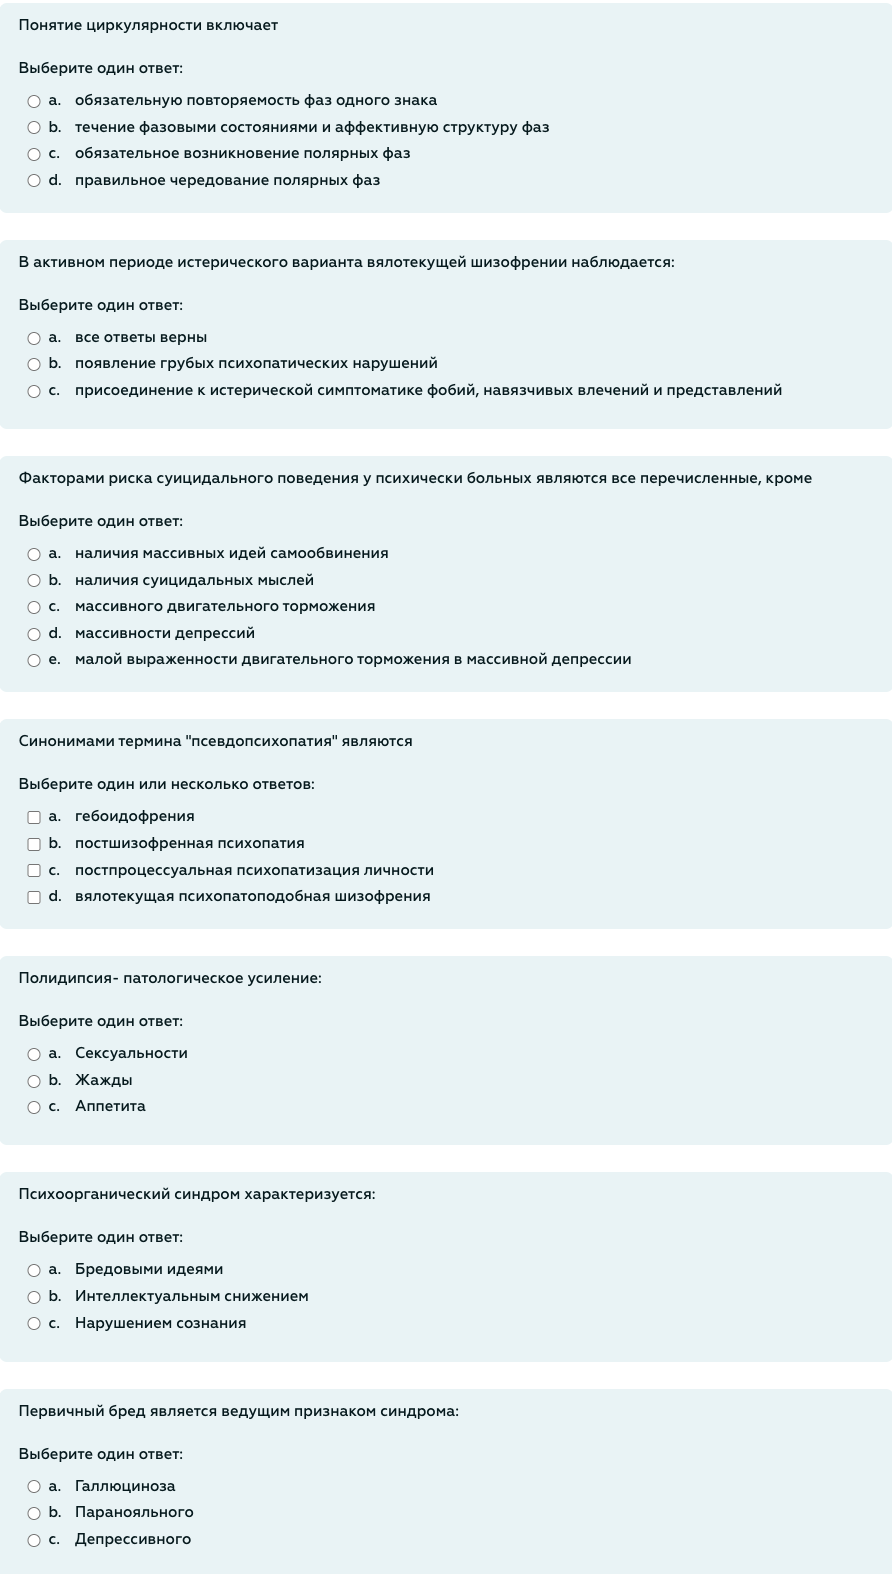 Понятие циркулярности включает
Выберите один ответ:
a. обязательную повторяемость фаз одного знака
b. течение фазовыми состояниями и аффективную структуру фаз
c. обязательное возникновение полярных фаз
d. правильное чередование полярных фаз
В активном периоде истерического варианта вялотекущей шизофрении наблюдается:
Выберите один ответ:
a. все ответы верны
b. появление грубых психопатических нарушений
c. присоединение к истерической симптоматике фобий, навязчивых влечений и представлений
Факторами риска суицидального поведения у психически больных являются все перечисленные, кроме
Выберите один ответ:
a. наличия массивных идей самообвинения
b. наличия суицидальных мыслей
c. массивного двигательного торможения
d. массивности депрессий
e. малой выраженности двигательного торможения в массивной депрессии
Синонимами термина "псевдопсихопатия" являются
Выберите один или несколько ответов:
a. гебоидофрения
b. постшизофренная психопатия
c. постпроцессуальная психопатизация личности
d. вялотекущая психопатоподобная шизофрения
Полидипсия- патологическое усиление:
Выберите один ответ:
a. Сексуальности
b. Жажды
c. Аппетита
Психоорганический синдром характеризуется:
Выберите один ответ:
a. Бредовыми идеями
b. Интеллектуальным снижением
c. Нарушением сознания
Первичный бред является ведущим признаком синдрома:
Выберите один ответ:
a. Галлюциноза
b. Паранояльного
c. Депрессивного